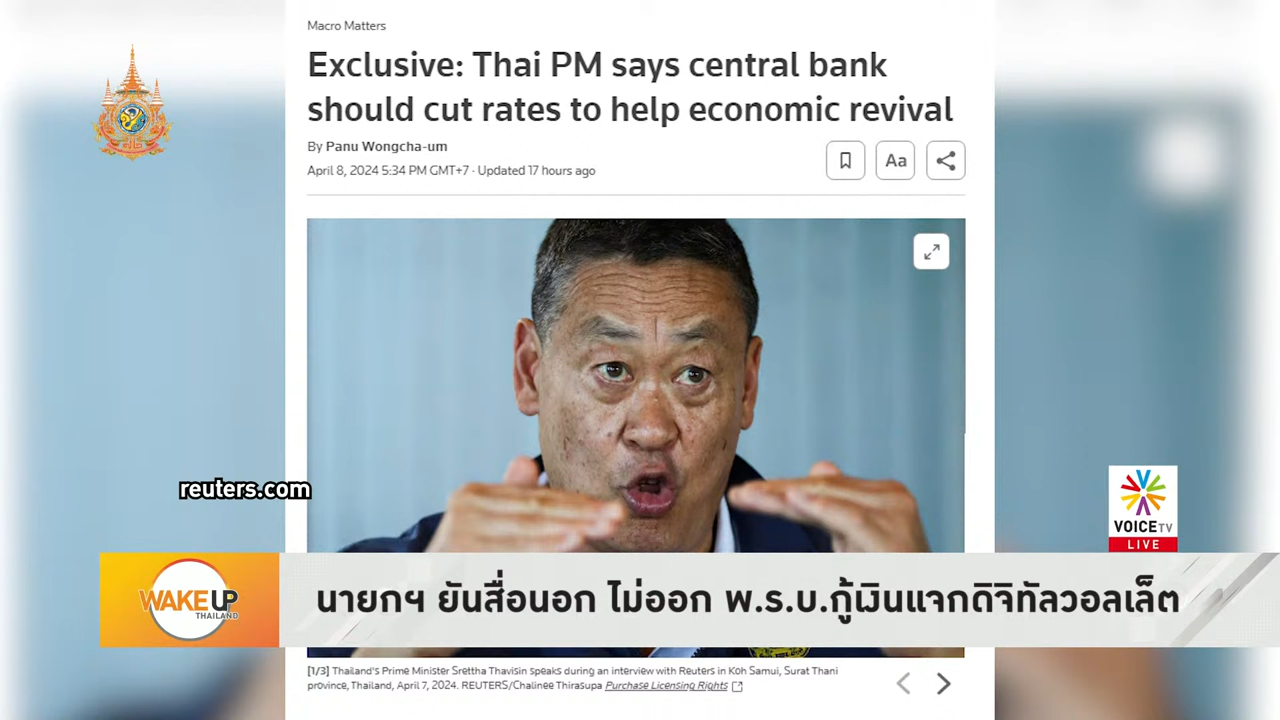 Macro Matters
Exclusive: Thai PM says central bank
should cut rates to help economic revival
By Panu Wongcha-um
April 8, 2024 5:34 PM GMT+7 · Updated 17 hours ago
Aa
reuters.com
VOICE TV
LIVE
WAKE UP
THAILAND
นายกฯ ยันสื่อนอก ไม่ออก พ.ร.บ.กู้เงินแจกดิจิทัลวอลเล็ต
[1/3] Thailand's Prime Minister Srettha Thavisin speaks during an interview with Reuters in Koh Samui, Surat Thani
province, Thailand, April 7, 2024. REUTERS/Chalinee Thirasupa Purchase Licensing Rights